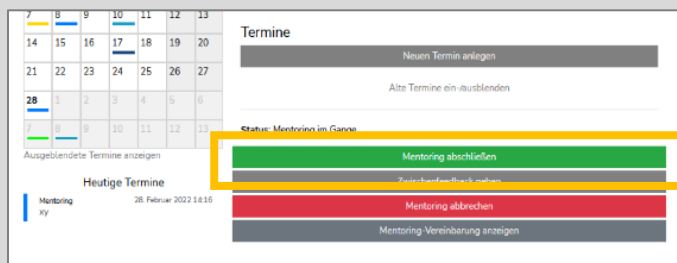 7 8 9 10 11 12 13
14 15 16 17 18 19 20
21 22 23 24 25 26 27
28 1 2 3 4 5 6
7 8 9 10 11 12 13
Ausgeblendete Termine anzeigen
Heutige Termine
Mentoring 28. Februar 2022 14:16
xy
Termine
Neuen Termin anlegen
Alte Termine ein-/ausblenden
Status: Mentoring im Gange
Mentoring abschließen
Zwischenfeedback geben
Mentoring abbrechen
Mentoring-Vereinbarung anzeigen